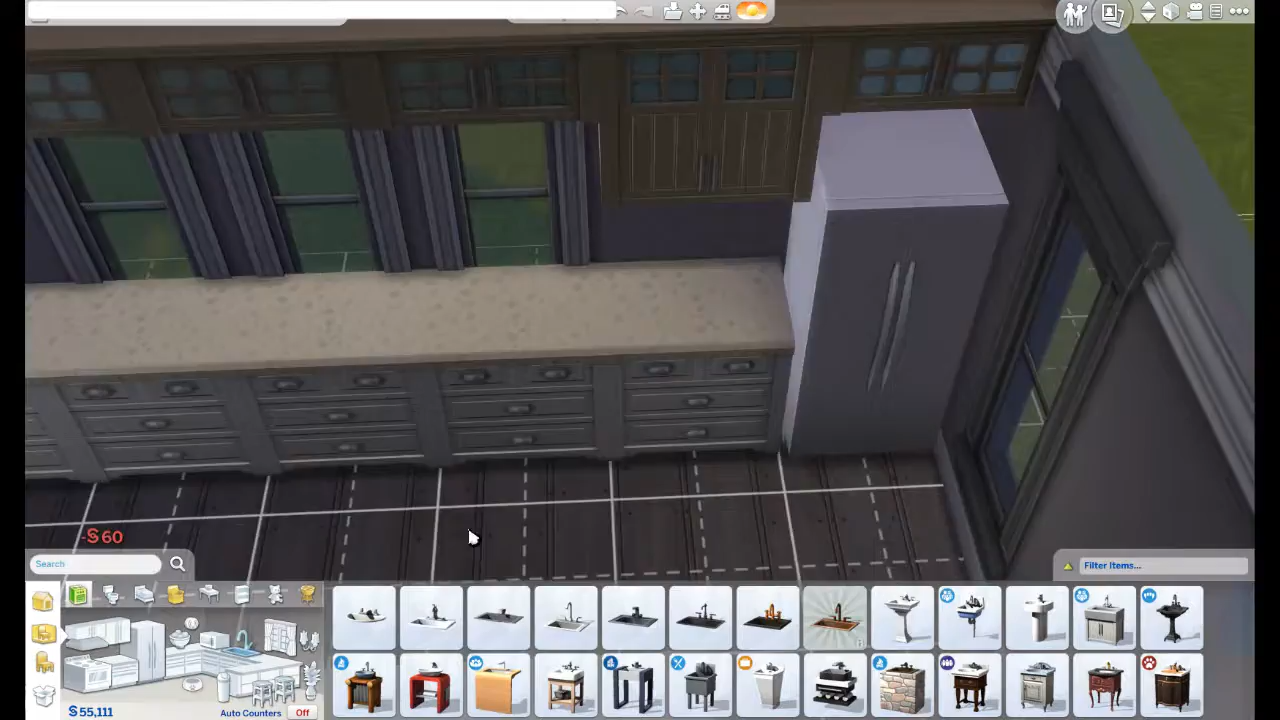 -§60
Search
Filter Items...
§55,111
Auto Counters Off